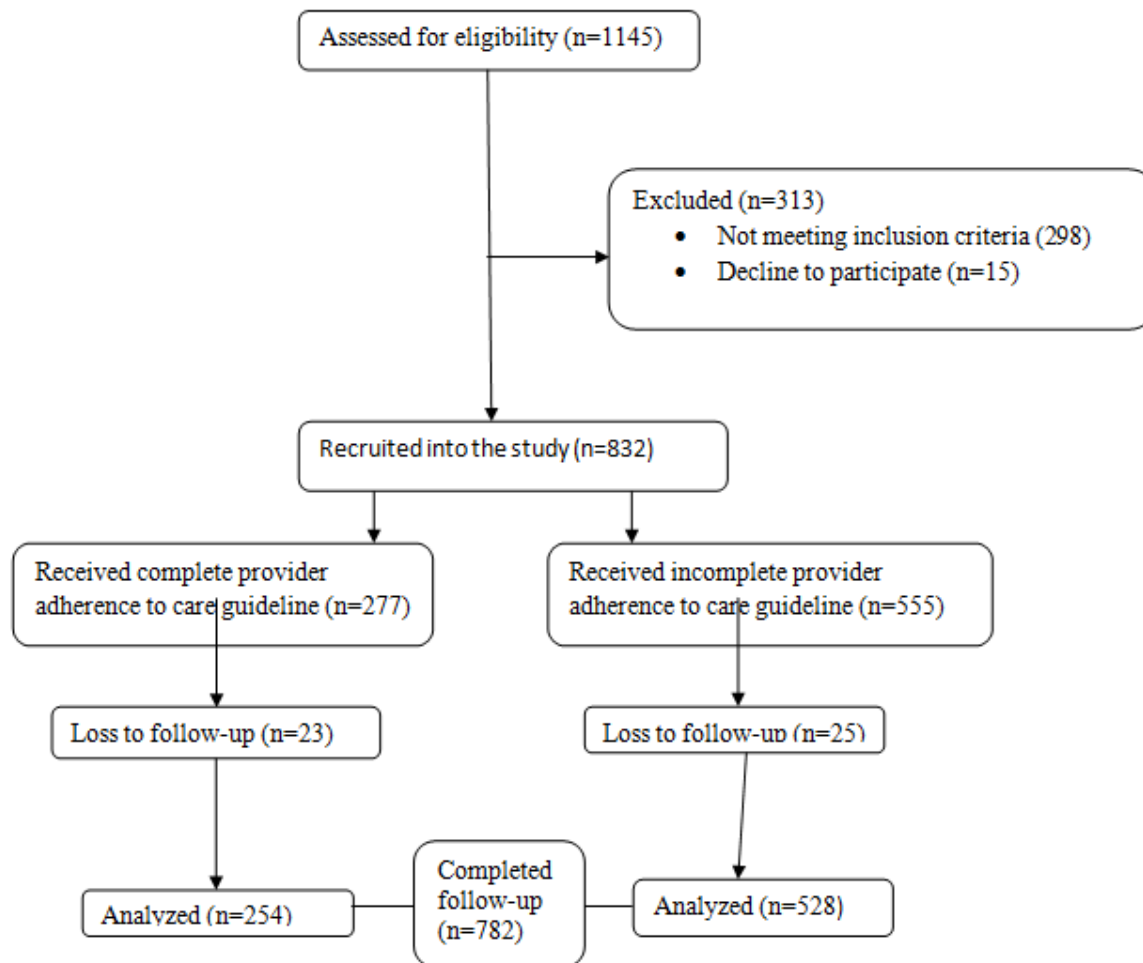 Assessed for eligibility (n=1145)
Excluded (n=313)
• Not meeting inclusion criteria (298)
• Decline to participate (n=15)
Recruited into the study (n=832)
Received complete provider
adherence to care guideline (n=277)
Received incomplete provider
adherence to care guideline (n=555)
Loss to follow-up (n=23)
Loss to follow-up (n=25)
Completed
follow-up
(n=782)
Analyzed (n=254)
Analyzed (n=528)